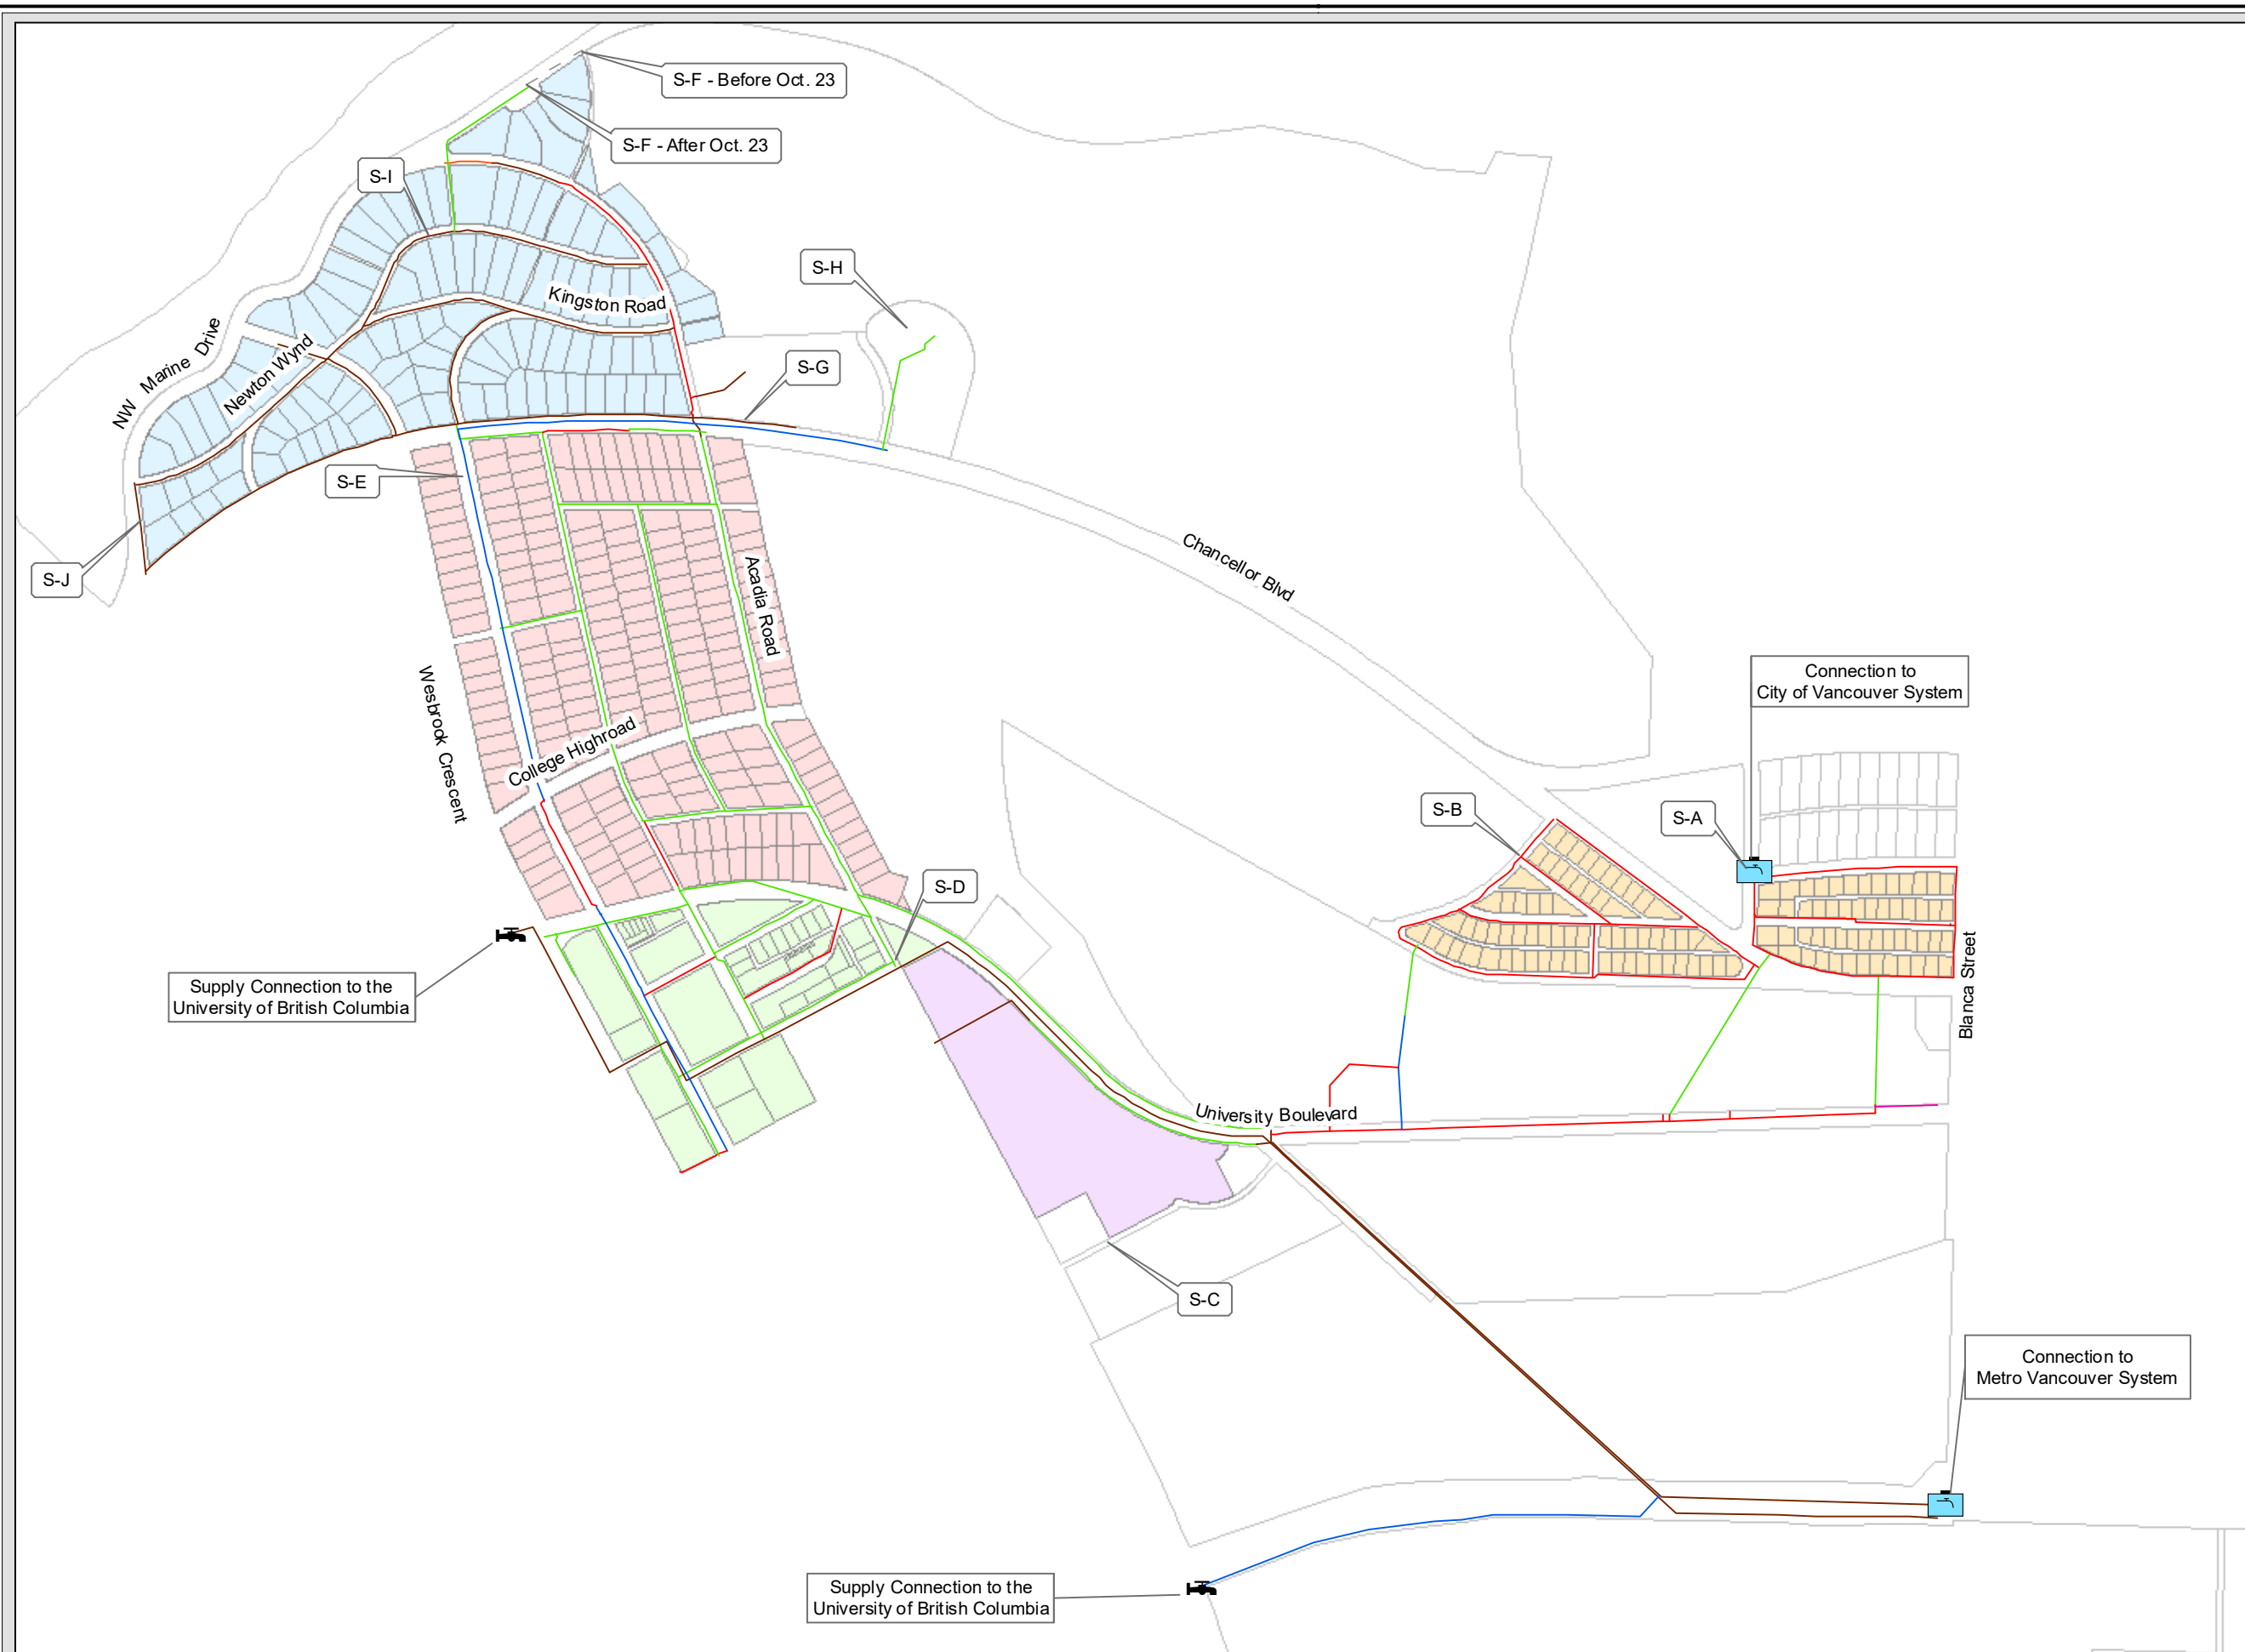 S-F - Before Oct. 23
S-F - After Oct. 23
S-I
S-H
Kingston Road
NW Marine Drive
Newton Wynd
S-G
S-E
S-J
Chancellor Blvd
Acadia Road
Wesbrook Crescent
College Highroad
Connection to
City of Vancouver System
S-B
S-A
S-D
Blanca Street
Supply Connection to the
University of British Columbia
University Boulevard
S-C
Connection to
Metro Vancouver System
Supply Connection to the
University of British Columbia